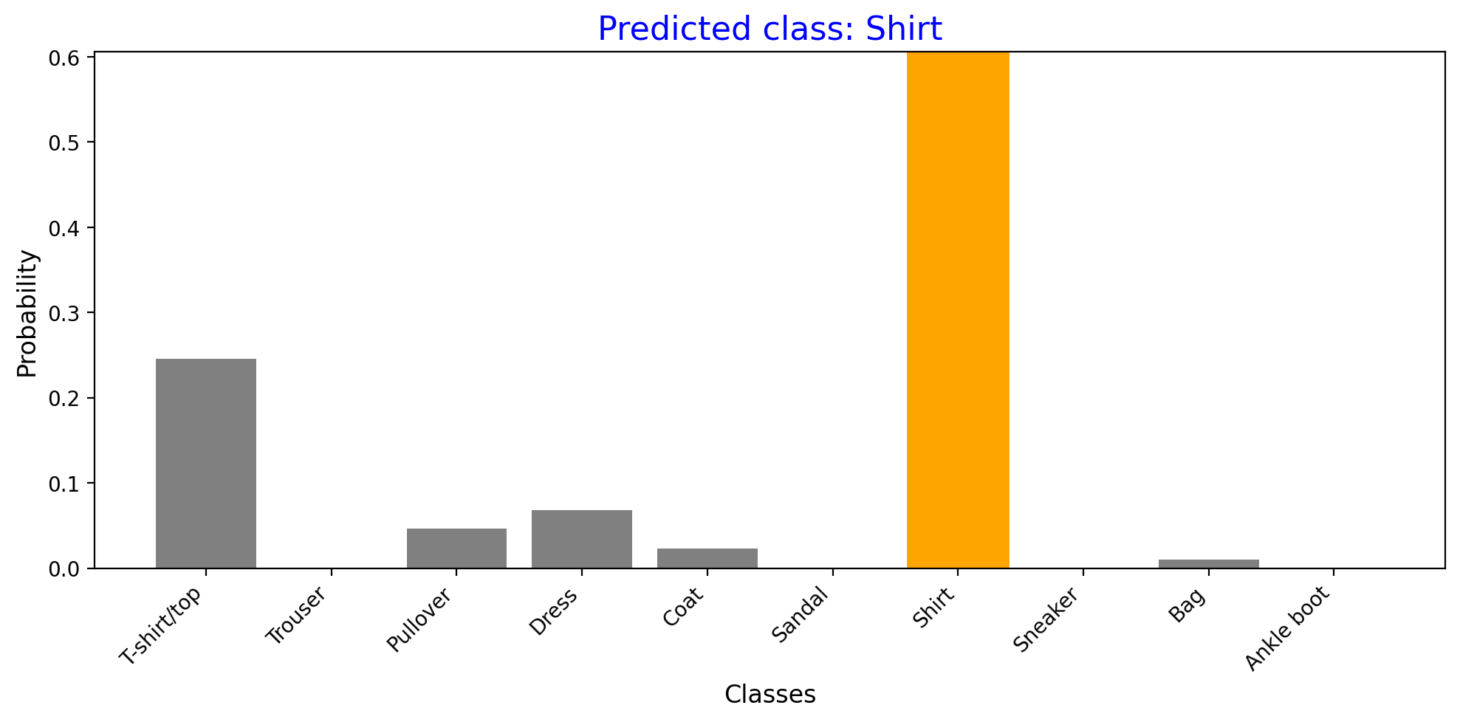 Predicted class: Shirt
0.6
0.5
0.4
0.3
0.2
0.1
0.0
Probability
T-shirt/top
Trouser
Pullover
Dress
Coat
Sandal
Shirt
Sneaker
Bag
Ankle boot
Classes